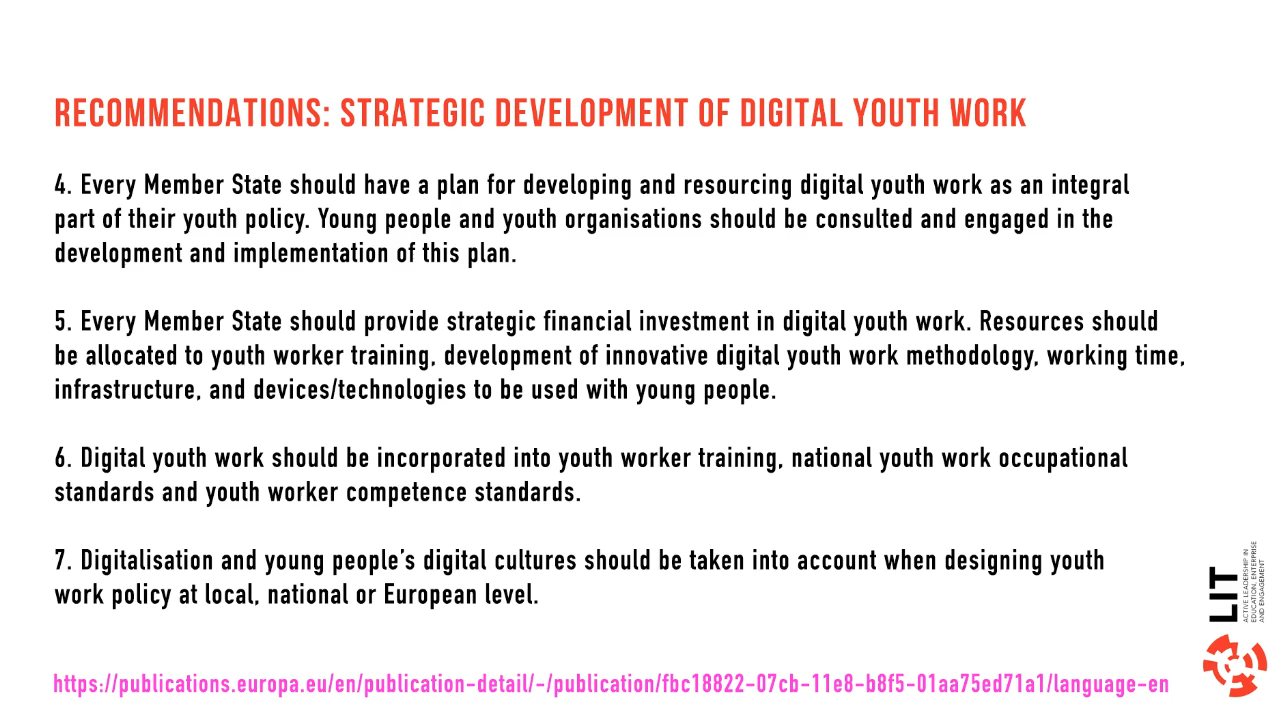 RECOMMENDATIONS: STRATEGIC DEVELOPMENT OF DIGITAL YOUTH WORK
4. Every Member State should have a plan for developing and resourcing digital youth work as an integral
part of their youth policy. Young people and youth organisations should be consulted and engaged in the
development and implementation of this plan.
5. Every Member State should provide strategic financial investment in digital youth work. Resources should
be allocated to youth worker training, development of innovative digital youth work methodology, working time,
infrastructure, and devices/technologies to be used with young people.
6. Digital youth work should be incorporated into youth worker training, national youth work occupational
standards and youth worker competence standards.
7. Digitalisation and young people’s digital cultures should be taken into account when designing youth
work policy at local, national or European level.
https://publications.europa.eu/en/publication-detail/-/publication/fbc18822-07cb-11e8-b8f5-01aa75ed71a1/language-en
LIT
ACTIVE LEADERSHIP IN
EDUCATION, ENTERPRISE
AND ENGAGEMENT